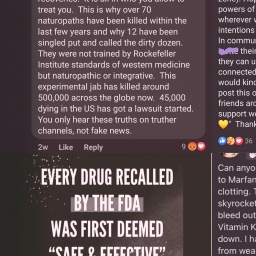 treat you. This is why over 70
naturopaths have been killed within the
last few years and why 12 have been
singled put and called the dirty dozen.
They were not trained by Rockefeller
Institute standards of western medicine
but naturopathic or integrative. This
experimental jab has killed around
500,000 across the globe now. 45,000
dying in the US has got a lawsuit started.
You only hear these truths on truther
channels, not fake news.
2w Like Reply 9
EVERY DRUG RECALLED
BY THE FDA
WAS FIRST DEEMED
"SAFE & EFFECTIVE"
powers of
wherever
intentions
In commu
their
they can u
connected
would kind
post this o
friends aro
support we
Thank
36
Can anyo
to Marfan
clotting. T
skyrocket
bleed out
Vitamin K
down. I ha
from wea